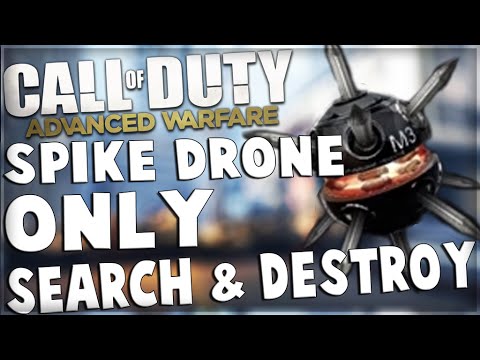 CALL OF DUTY
ADVANCED WARFARE
SPIKE DRONE
ONLY
SEARCH & DESTROY
M3